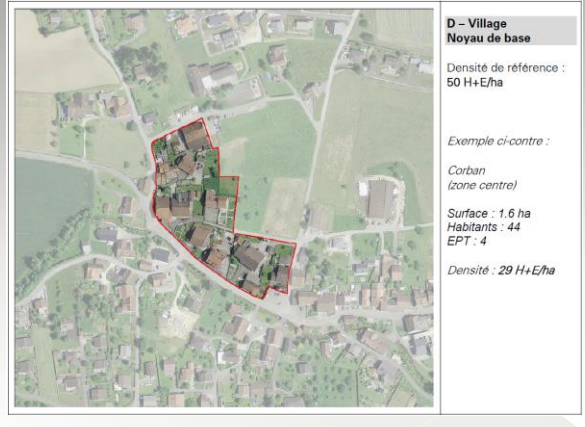 D – Village
Noyau de base
Densité de référence :
50 H+E/ha
Exemple ci-contre :
Corban
(zone centre)
Surface : 1.6 ha
Habitants : 44
EPT : 4
Densité : 29 H+E/ha